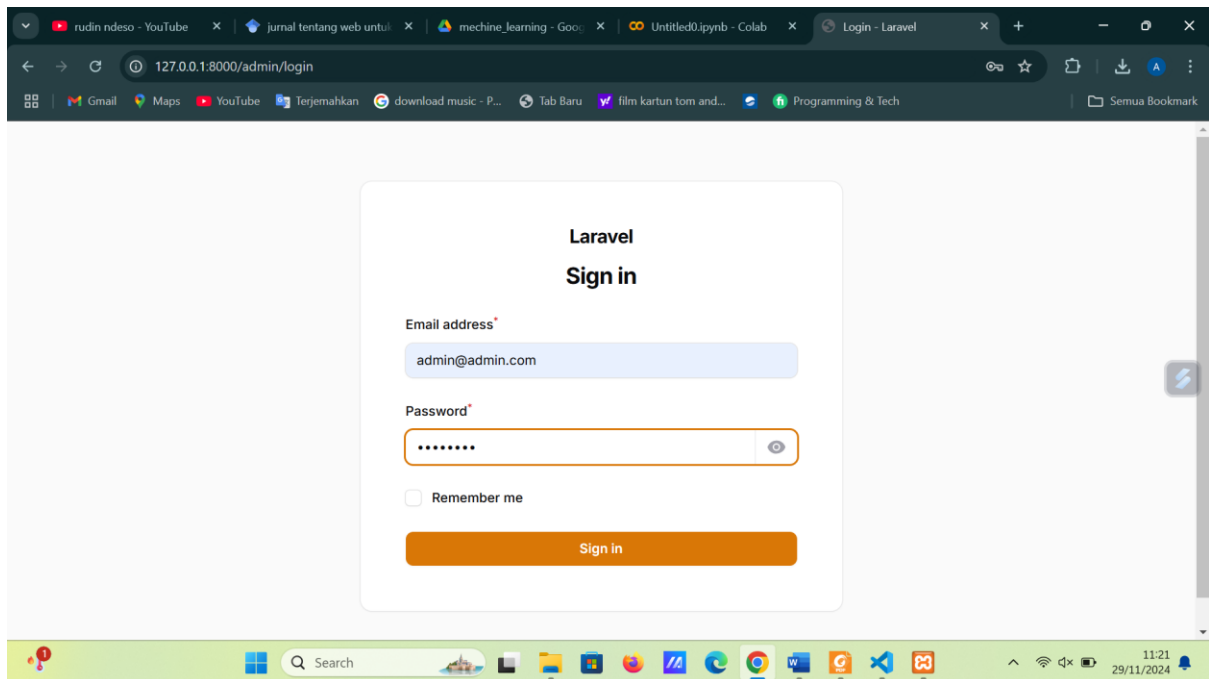 rudin ndeso - YouTube
jurnal tentang web untuk
mechine_learning - Goog
Untitled0.ipynb - Colab
Login - Laravel
127.0.0.1:8000/admin/login
A
Gmail
Maps
YouTube
Terjemahkan
download music - P...
Tab Baru
film kartun tom and...
Programming & Tech
Semua Bookmark
Laravel
Sign in
Email address*
admin@admin.com
Password*
••••••••
Remember me
Sign in
1
Search
11:21
29/11/2024